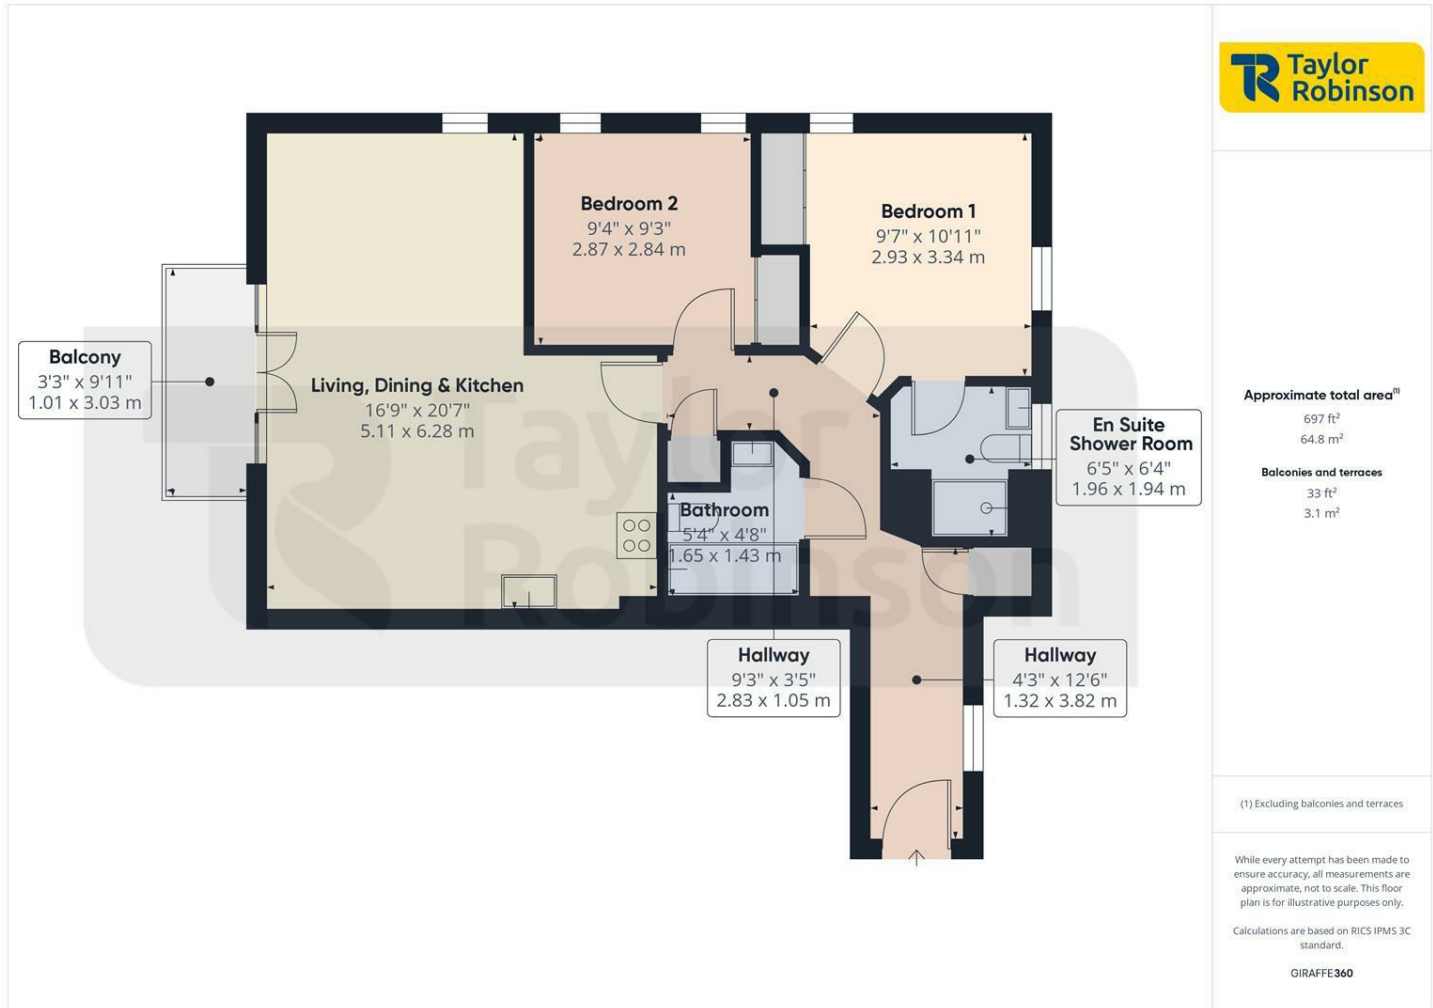 Taylor
Robinson
Bedroom 2
9'4" x 9'3"
2.87 x 2.84 m
Bedroom 1
9'7" x 10'11"
2.93 x 3.34 m
Balcony
3'3" x 9'11"
1.01 x 3.03 m
Living, Dining & Kitchen
16'9" x 20'7"
5.11 x 6.28 m
En Suite
Shower Room
6'5" x 6'4"
1.96 x 1.94 m
Bathroom
5'4" x 4'8"
1.65 x 1.43 m
Hallway
9'3" x 3'5"
2.83 x 1.05 m
Hallway
4'3" x 12'6"
1.32 x 3.82 m
Taylor
Robinson
Approximate total area(1)
697 ft²
64.8 m²
Balconies and terraces
33 ft²
3.1 m²
(1) Excluding balconies and terraces
While every attempt has been made to
ensure accuracy, all measurements are
approximate, not to scale. This floor
plan is for illustrative purposes only.
Calculations are based on RICS IPMS 3C
standard.
GIRAFFE360